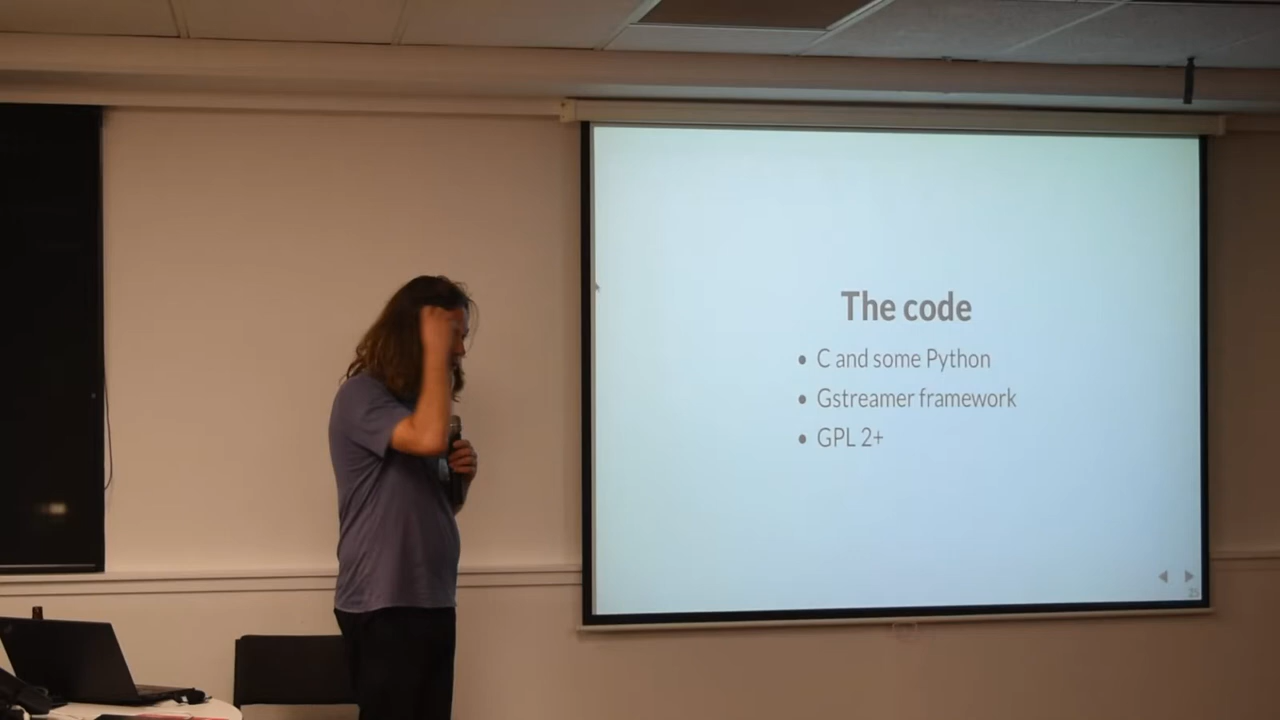 The code
• C and some Python
• Gstreamer framework
• GPL 2+